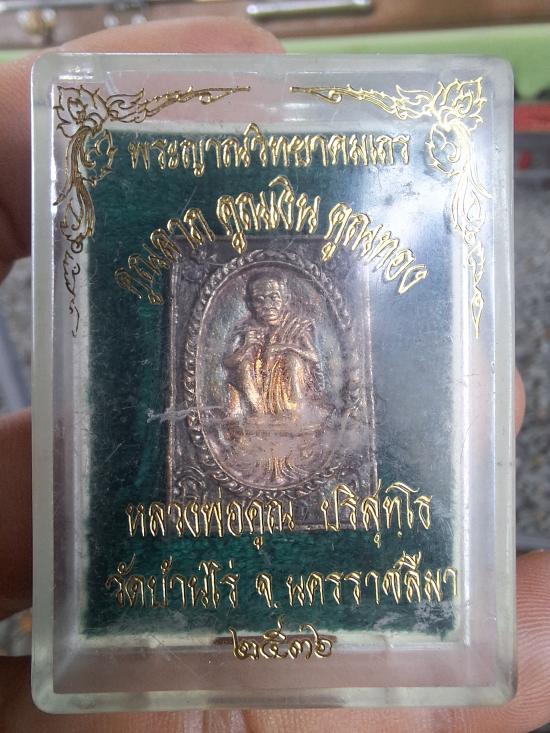 พระญาณวิทยาคมเถร
คูณลาภ คูณเงิน คูณทอง
หลวงพ่อคูณ ปริสุทฺโธ
วัดบ้านไร่ จ.นครราชสีมา
๒๕๓๖